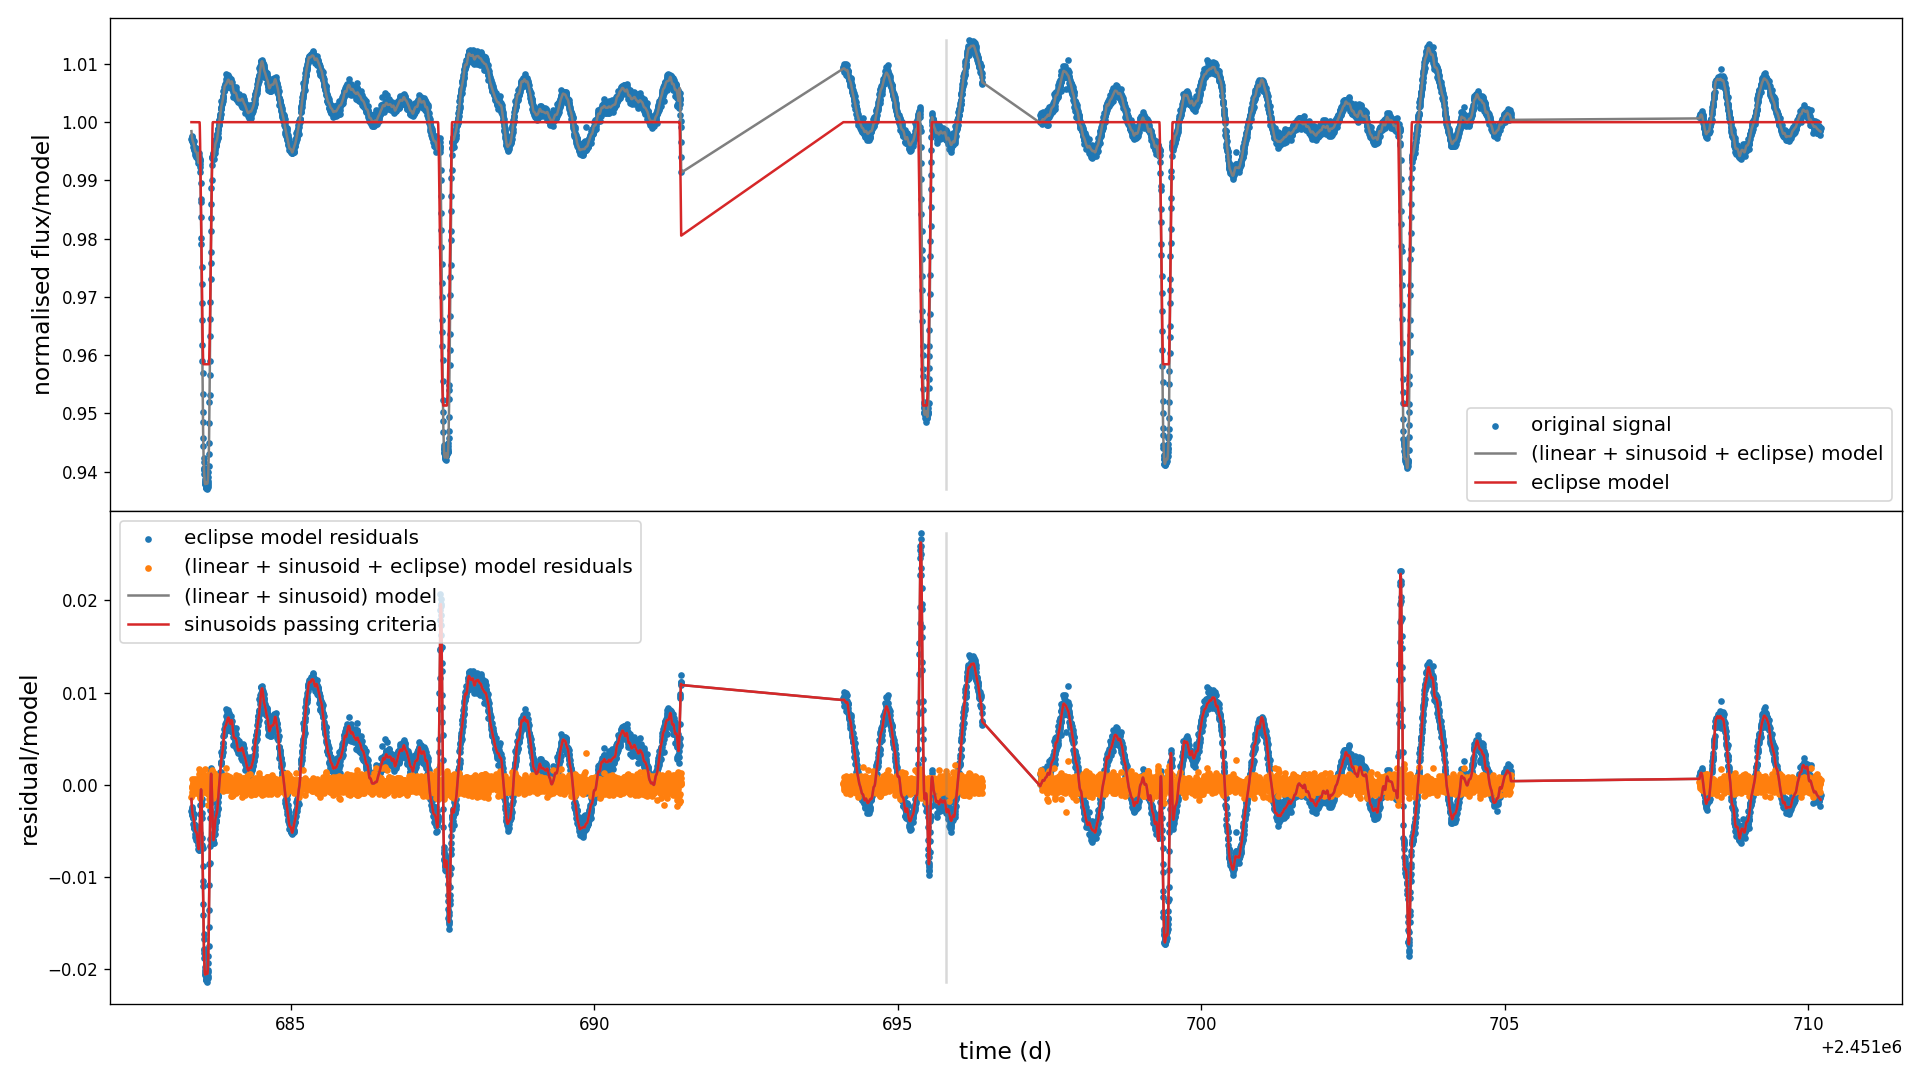 normalised flux/model
1.01
1.00
0.99
0.98
0.97
0.96
0.95
0.94
original signal
(linear + sinusoid + eclipse) model
eclipse model
residual/model
0.02
0.01
0.00
−0.01
−0.02
eclipse model residuals
(linear + sinusoid + eclipse) model residuals
(linear + sinusoid) model
sinusoids passing criteria
685 690 695 700 705 710
time (d)
+2.451e6